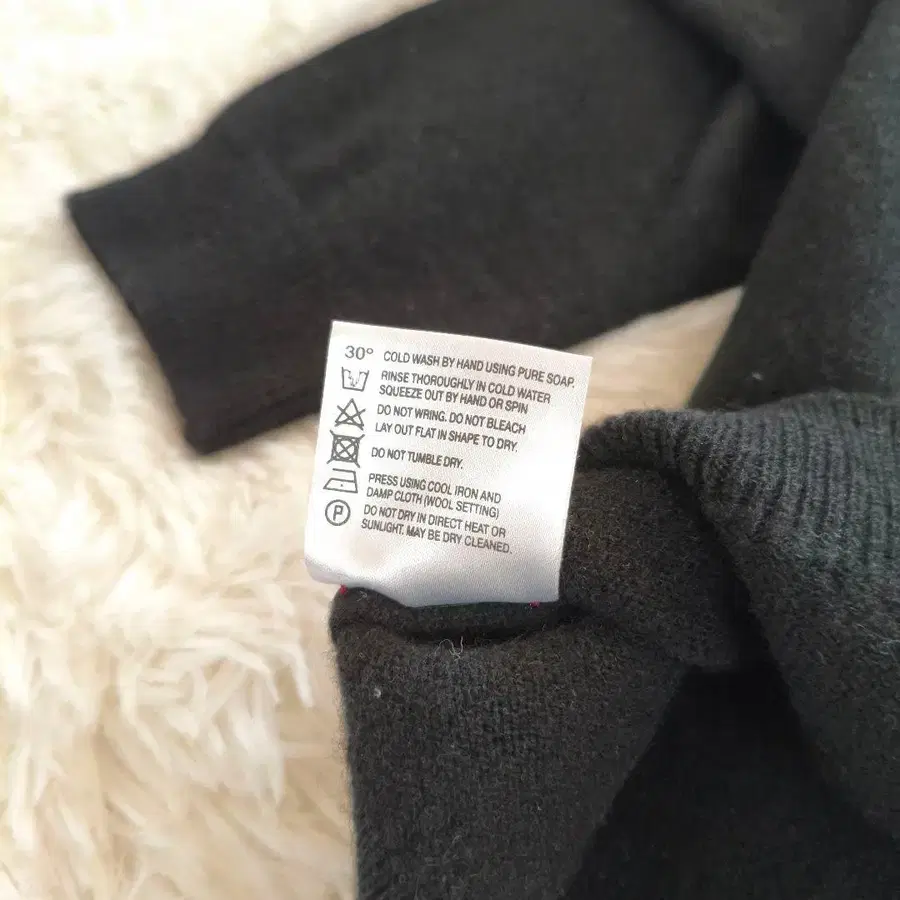 30° COLD WASH BY HAND USING PURE SOAP.
RINSE THOROUGHLY IN COLD WATER
SQUEEZE OUT BY HAND OR SPIN
DO NOT WRING. DO NOT BLEACH
LAY OUT FLAT IN SHAPE TO DRY.
DO NOT TUMBLE DRY.
PRESS USING COOL IRON AND
DAMP CLOTH (WOOL SETTING)
P DO NOT DRY IN DIRECT HEAT OR
SUNLIGHT. MAY BE DRY CLEANED.